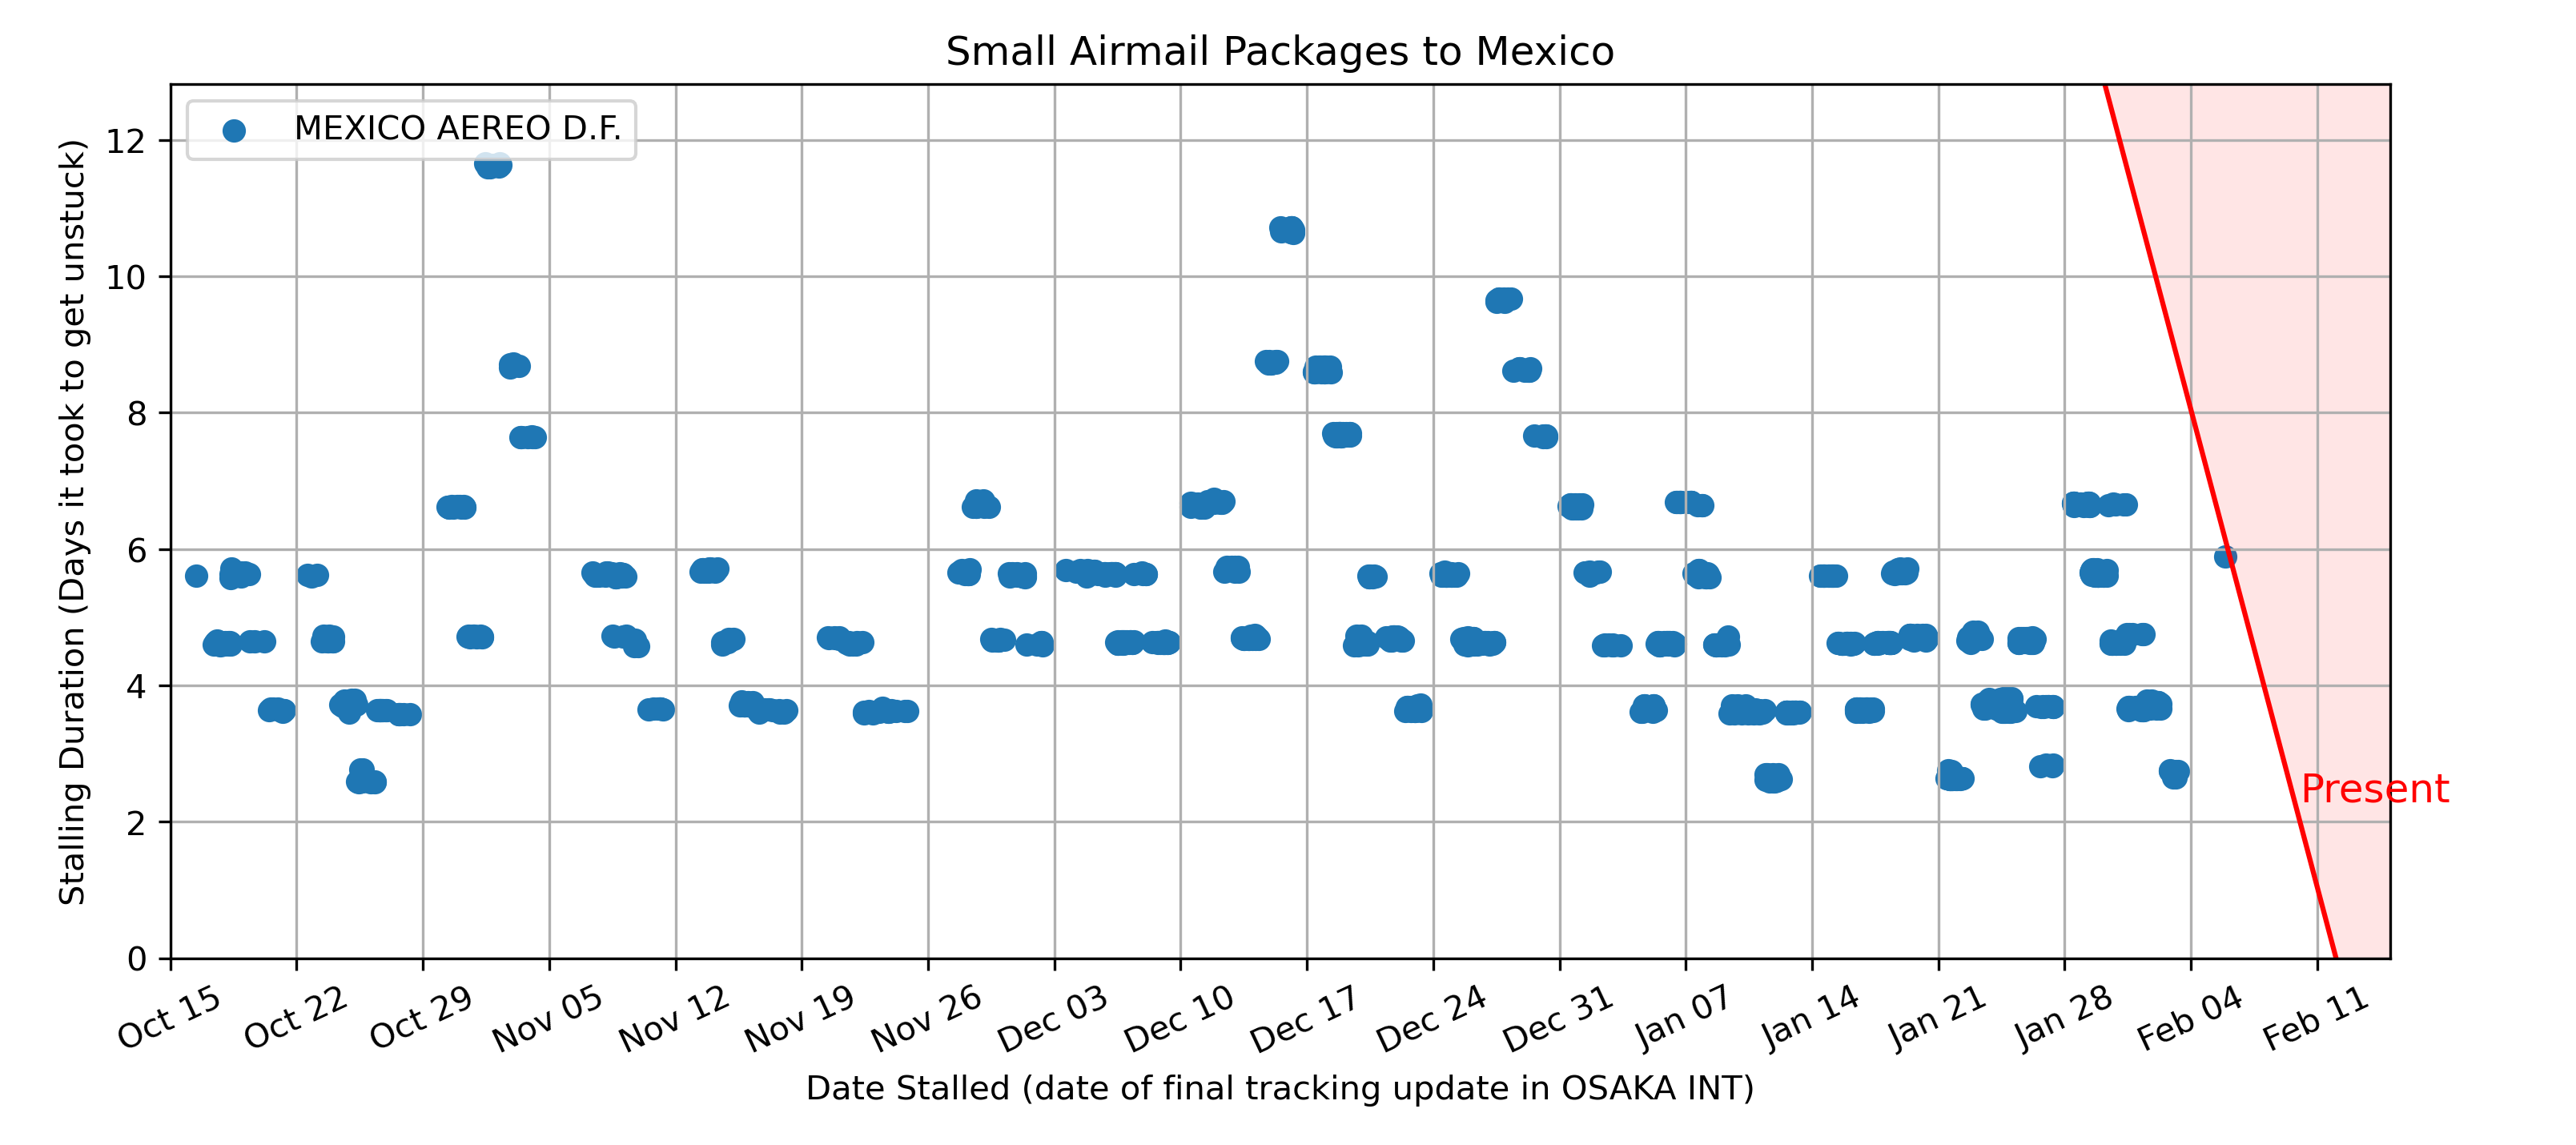 Small Airmail Packages to Mexico
MEXICO AEREO D.F.
Stalling Duration (Days it took to get unstuck)
12
10
8
6
4
2
0
Present
Oct 15
Oct 22
Oct 29
Nov 05
Nov 12
Nov 19
Nov 26
Dec 03
Dec 10
Dec 17
Dec 24
Dec 31
Jan 07
Jan 14
Jan 21
Jan 28
Feb 04
Feb 11
Date Stalled (date of final tracking update in OSAKA INT)